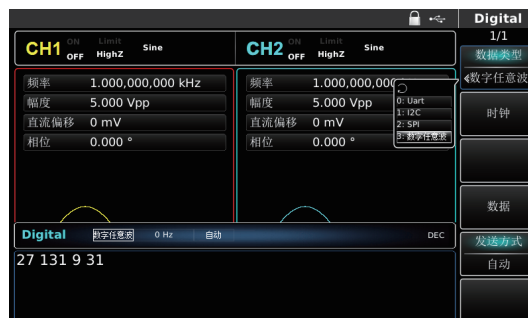 Digital
CH1 ON OFF Limit HighZ Sine
CH2 ON OFF Limit HighZ Sine
1/1
数据类型
数字任意波
频率 1.000,000,000 kHz
幅度 5.000 Vpp
直流偏移 0 mV
相位 0.000 °
频率 1.000,000,00
幅度 5.000 Vpp
直流偏移 0 mV
相位 0.000 °
0: Uart
1: I2C
2: SPI
3: 数字任意波
时钟
数据
发送方式
自动
Digital 数字任意波 0 Hz 自动 DEC
27 131 9 31